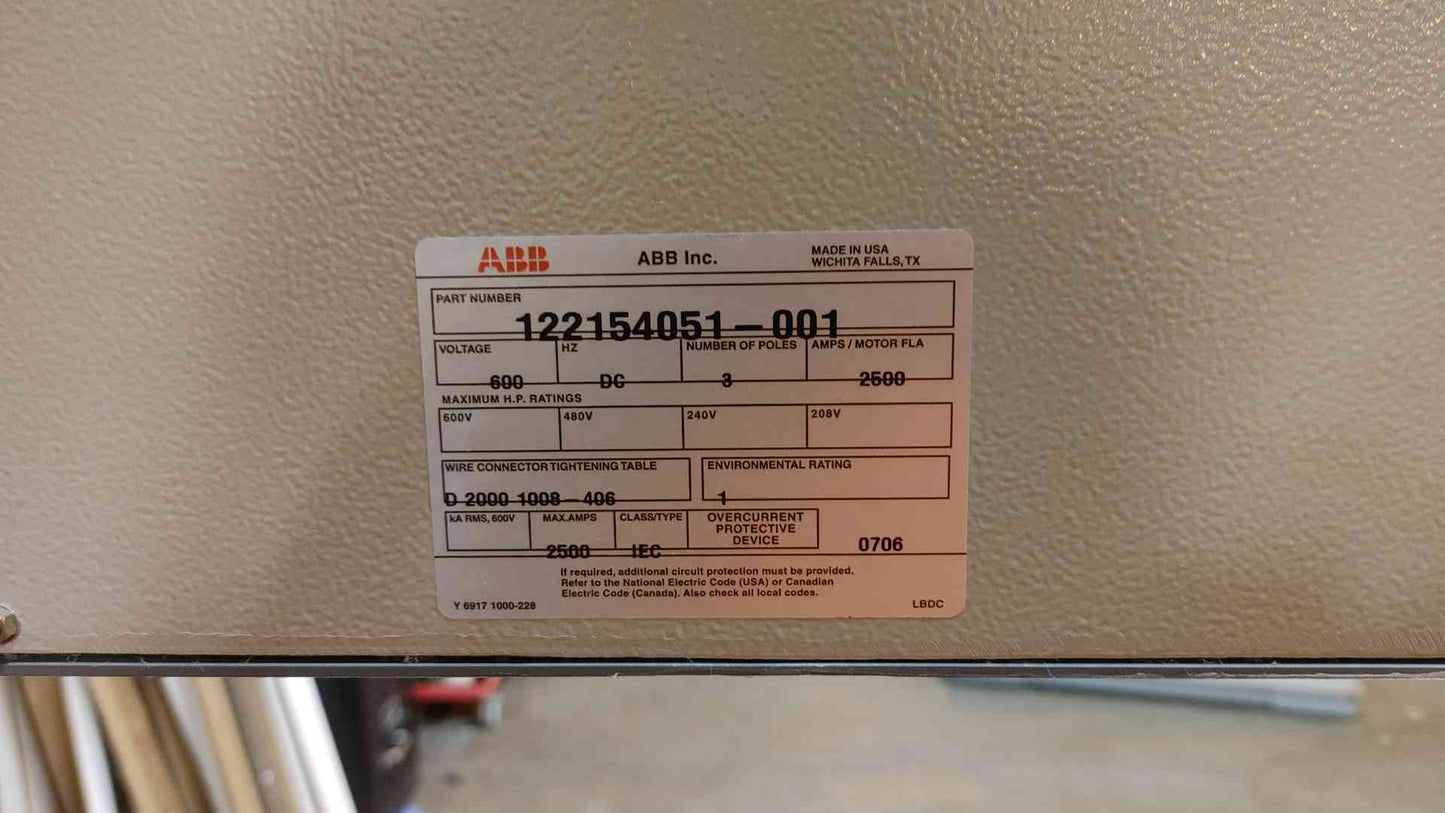 ABB ABB Inc. MADE IN USA
WICHITA FALLS, TX
PART NUMBER
122154051-001
VOLTAGE HZ NUMBER OF POLES AMPS / MOTOR FLA
600 DC 3 2500
MAXIMUM H.P. RATINGS
600V 480V 240V 208V
WIRE CONNECTOR TIGHTENING TABLE ENVIRONMENTAL RATING
D 2000 1008-406 1
kA RMS, 600V MAX.AMPS CLASS/TYPE OVERCURRENT
PROTECTIVE
DEVICE
2500 IEC 0706
If required, additional circuit protection must be provided.
Refer to the National Electric Code (USA) or Canadian
Electric Code (Canada). Also check all local codes.
Y 6917 1000-228 LBDC